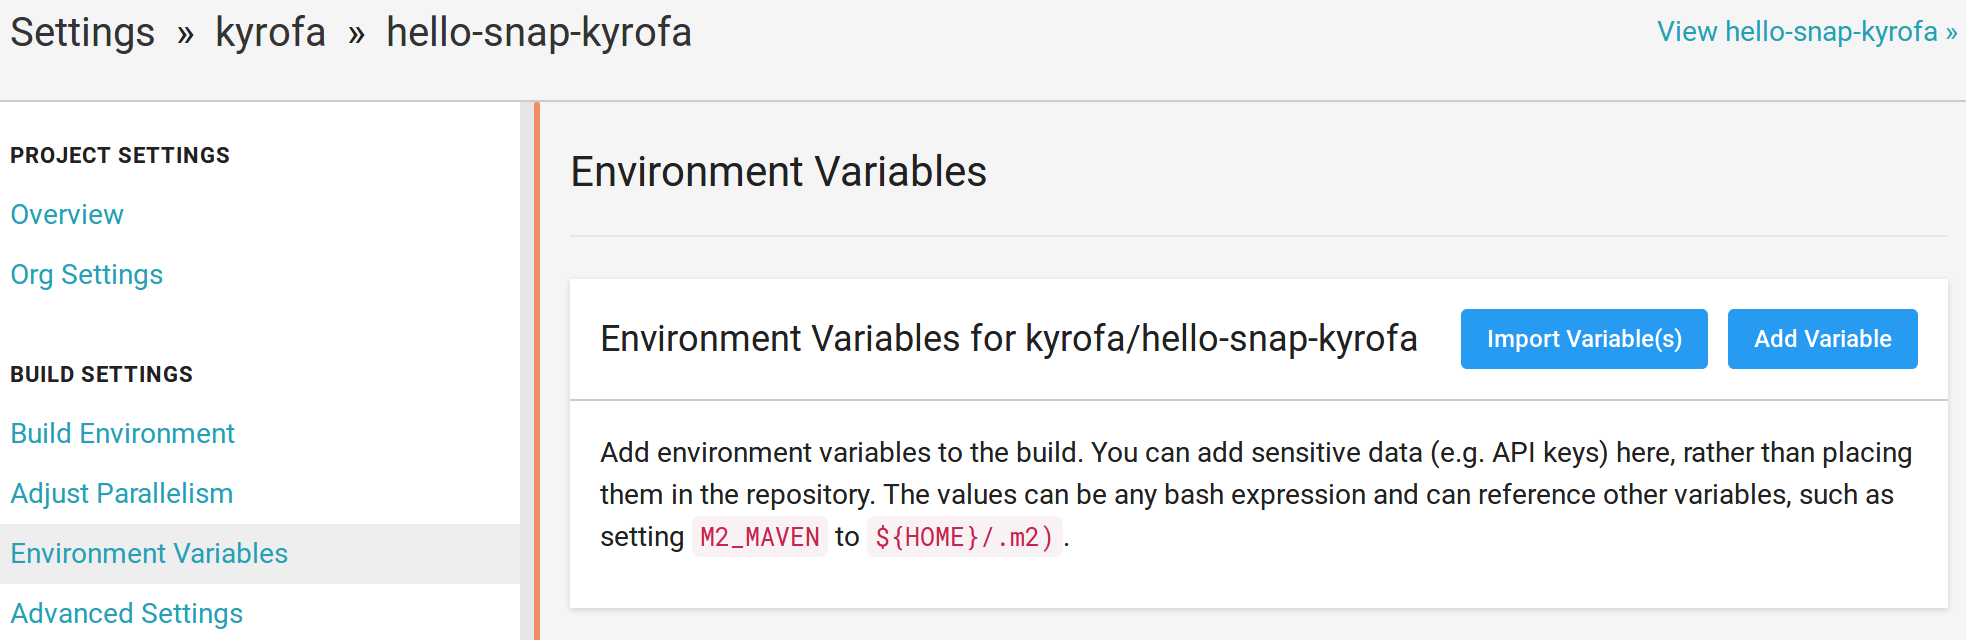 Settings » kyrofa » hello-snap-kyrofa
View hello-snap-kyrofa »
PROJECT SETTINGS
Overview
Org Settings
BUILD SETTINGS
Build Environment
Adjust Parallelism
Environment Variables
Advanced Settings
Environment Variables
Environment Variables for kyrofa/hello-snap-kyrofa
Import Variable(s)
Add Variable
Add environment variables to the build. You can add sensitive data (e.g. API keys) here, rather than placing
them in the repository. The values can be any bash expression and can reference other variables, such as
setting M2_MAVEN to ${HOME}/.m2).